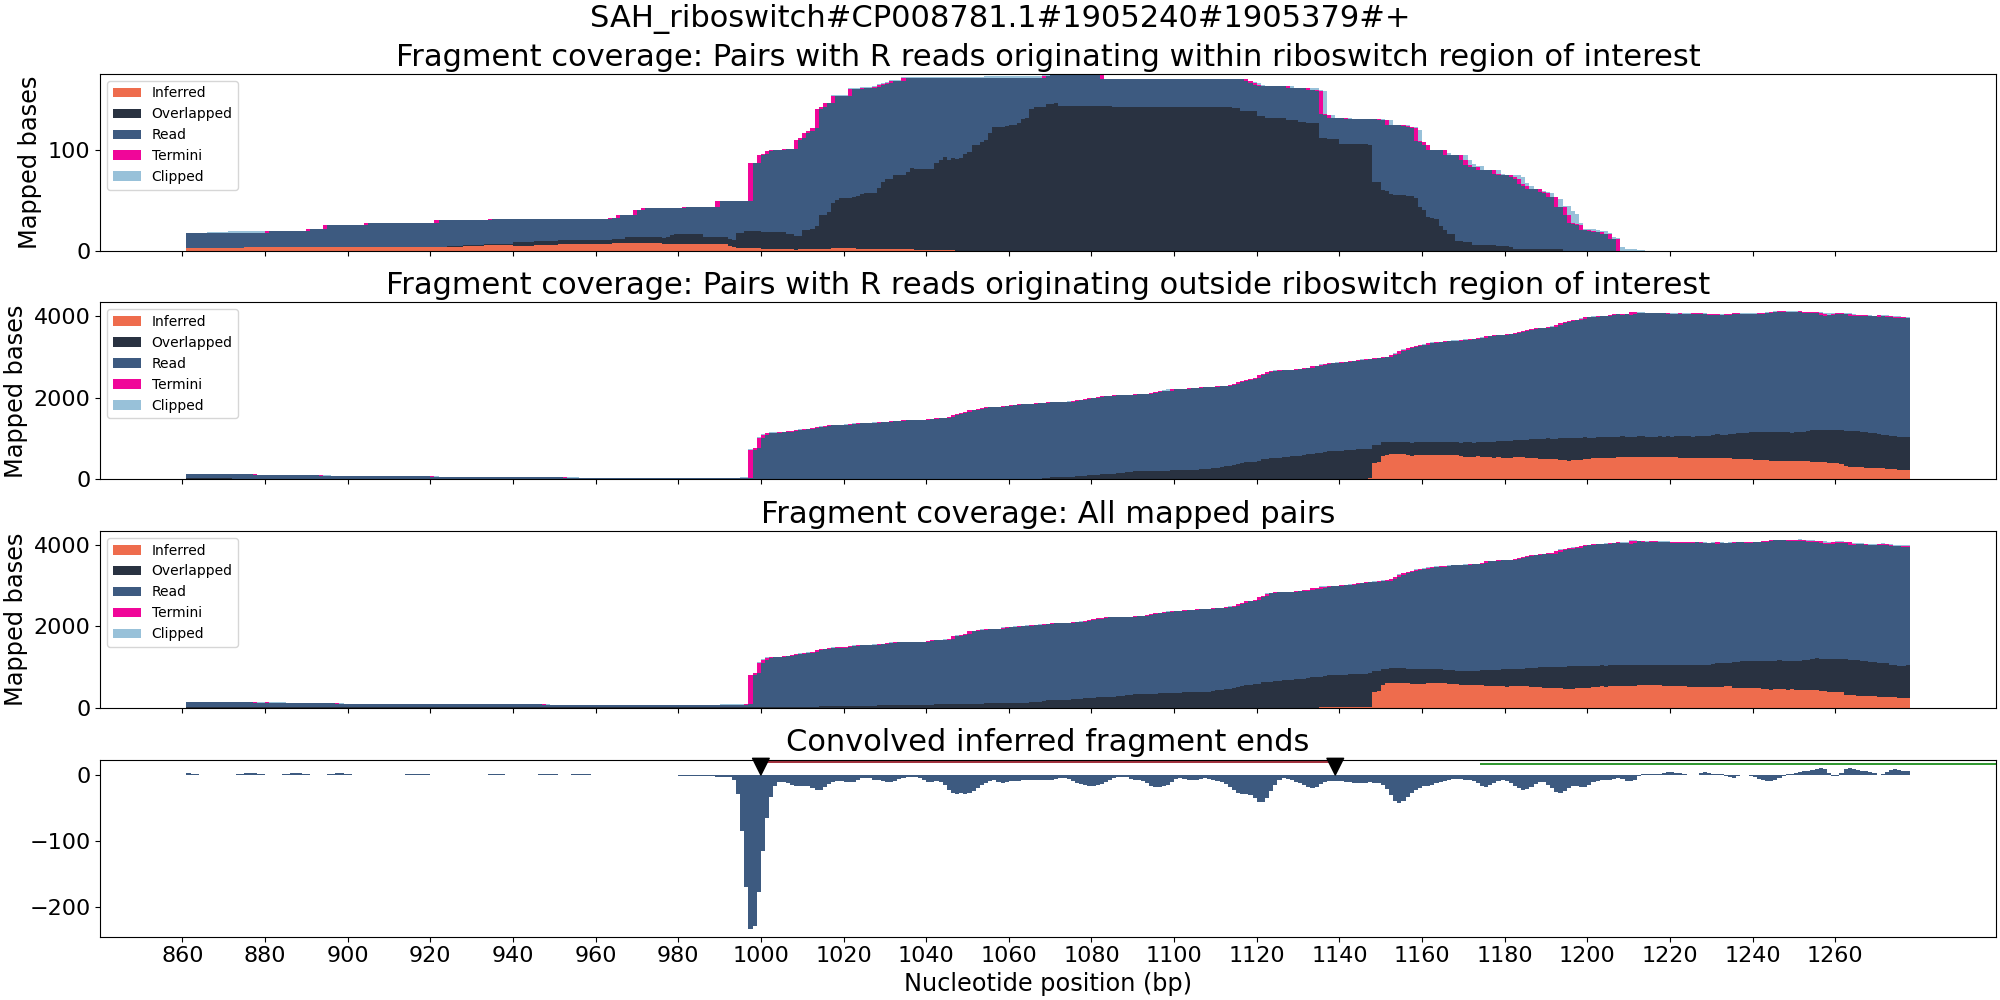 SAH_riboswitch#CP008781.1#1905240#1905379#+
Fragment coverage: Pairs with R reads originating within riboswitch region of interest
Mapped bases
100
0
Inferred
Overlapped
Read
Termini
Clipped
Fragment coverage: Pairs with R reads originating outside riboswitch region of interest
Mapped bases
4000
2000
0
Inferred
Overlapped
Read
Termini
Clipped
Fragment coverage: All mapped pairs
Mapped bases
4000
2000
0
Inferred
Overlapped
Read
Termini
Clipped
Convolved inferred fragment ends
0
−100
−200
860 880 900 920 940 960 980 1000 1020 1040 1060 1080 1100 1120 1140 1160 1180 1200 1220 1240 1260
Nucleotide position (bp)